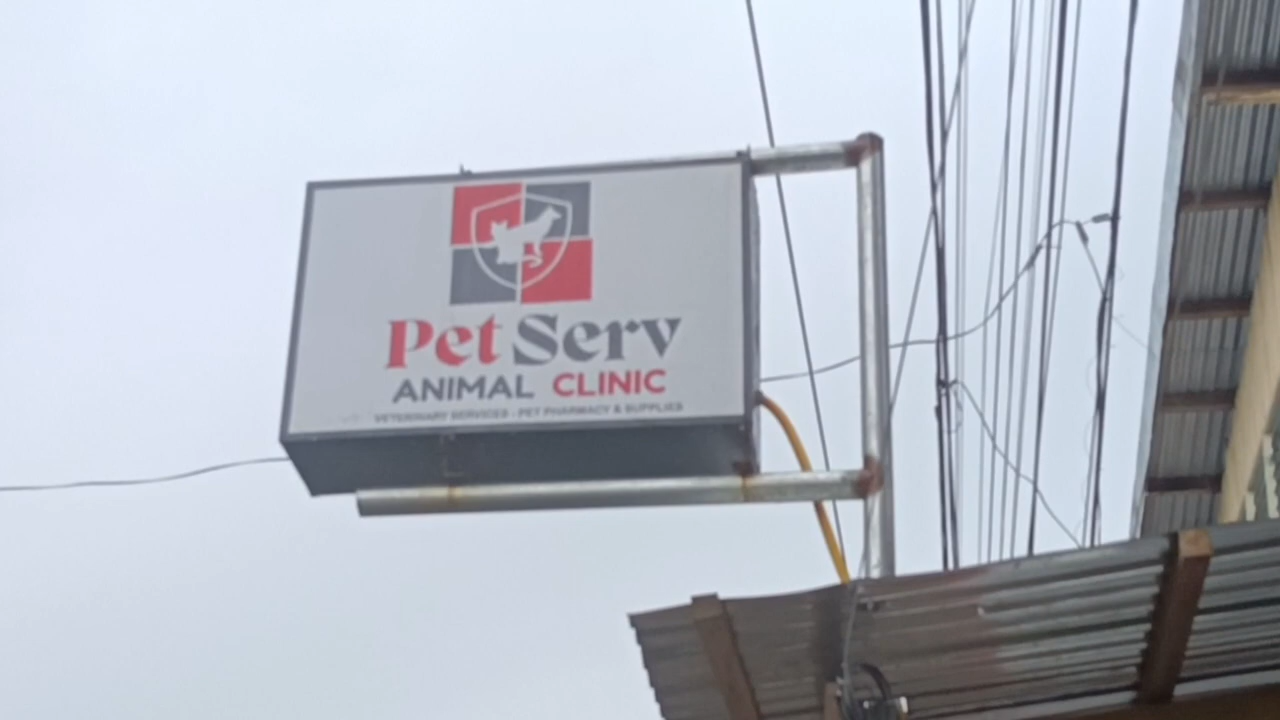 Pet Serv
ANIMAL CLINIC
VETERINARY SERVICES - PET PHARMACY & SUPPLIES